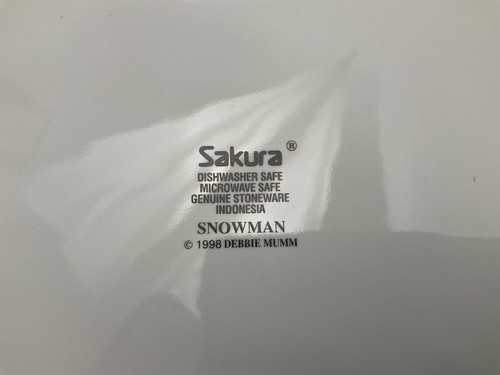 Sakura®
DISHWASHER SAFE
MICROWAVE SAFE
GENUINE STONEWARE
INDONESIA
SNOWMAN
© 1998 DEBBIE MUMM